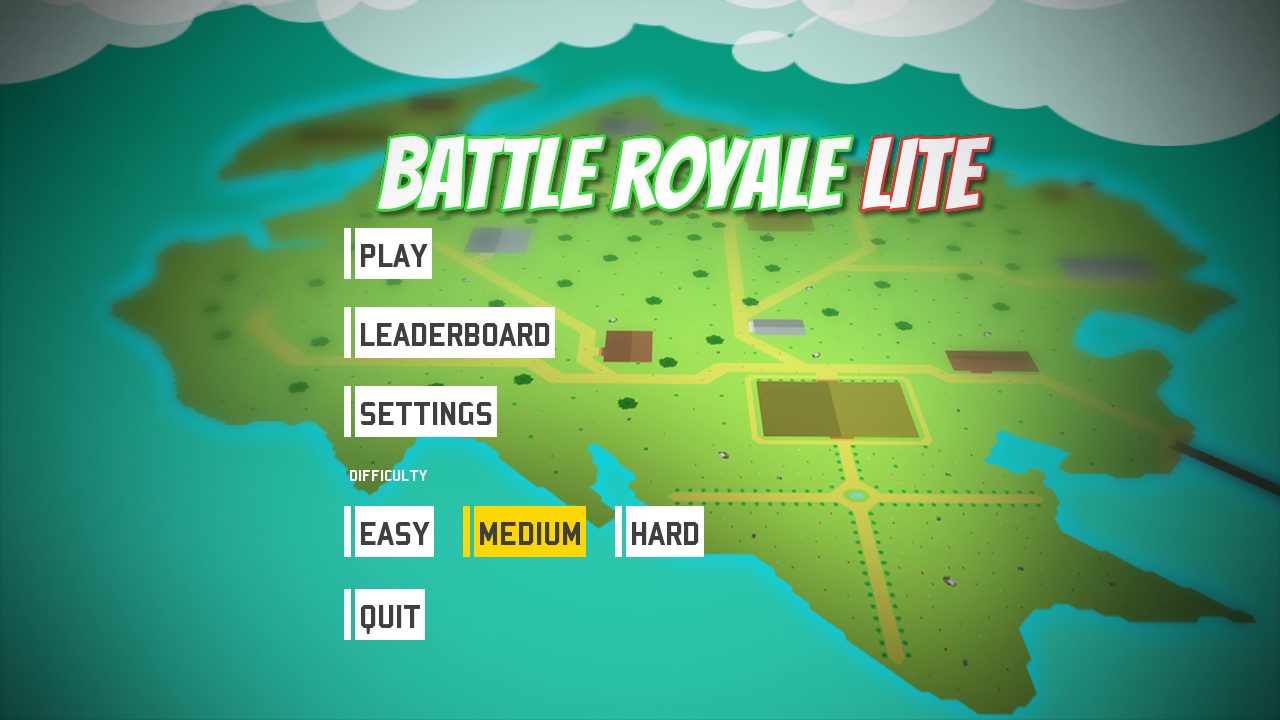 BATTLE ROYALE LITE
PLAY
LEADERBOARD
SETTINGS
DIFFICULTY
EASY MEDIUM HARD
QUIT